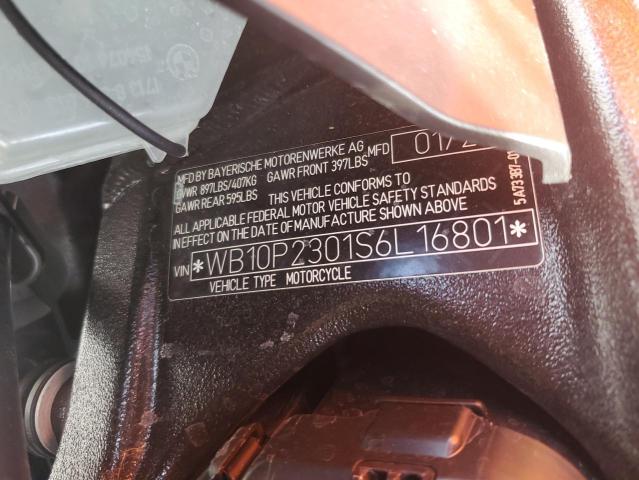 MFD BY BAYERISCHE MOTORENWERKE AG MFD 01/2
GVWR 897LBS/407KG GAWR FRONT 397LBS
GAWR REAR 595LBS THIS VEHICLE CONFORMS TO
ALL APPLICABLE FEDERAL MOTOR VEHICLE SAFETY STANDARDS
IN EFFECT ON THE DATE OF MANUFACTURE SHOWN ABOVE
VIN *WB10P2301S6L16801*
VEHICLE TYPE MOTORCYCLE
5A73387-0